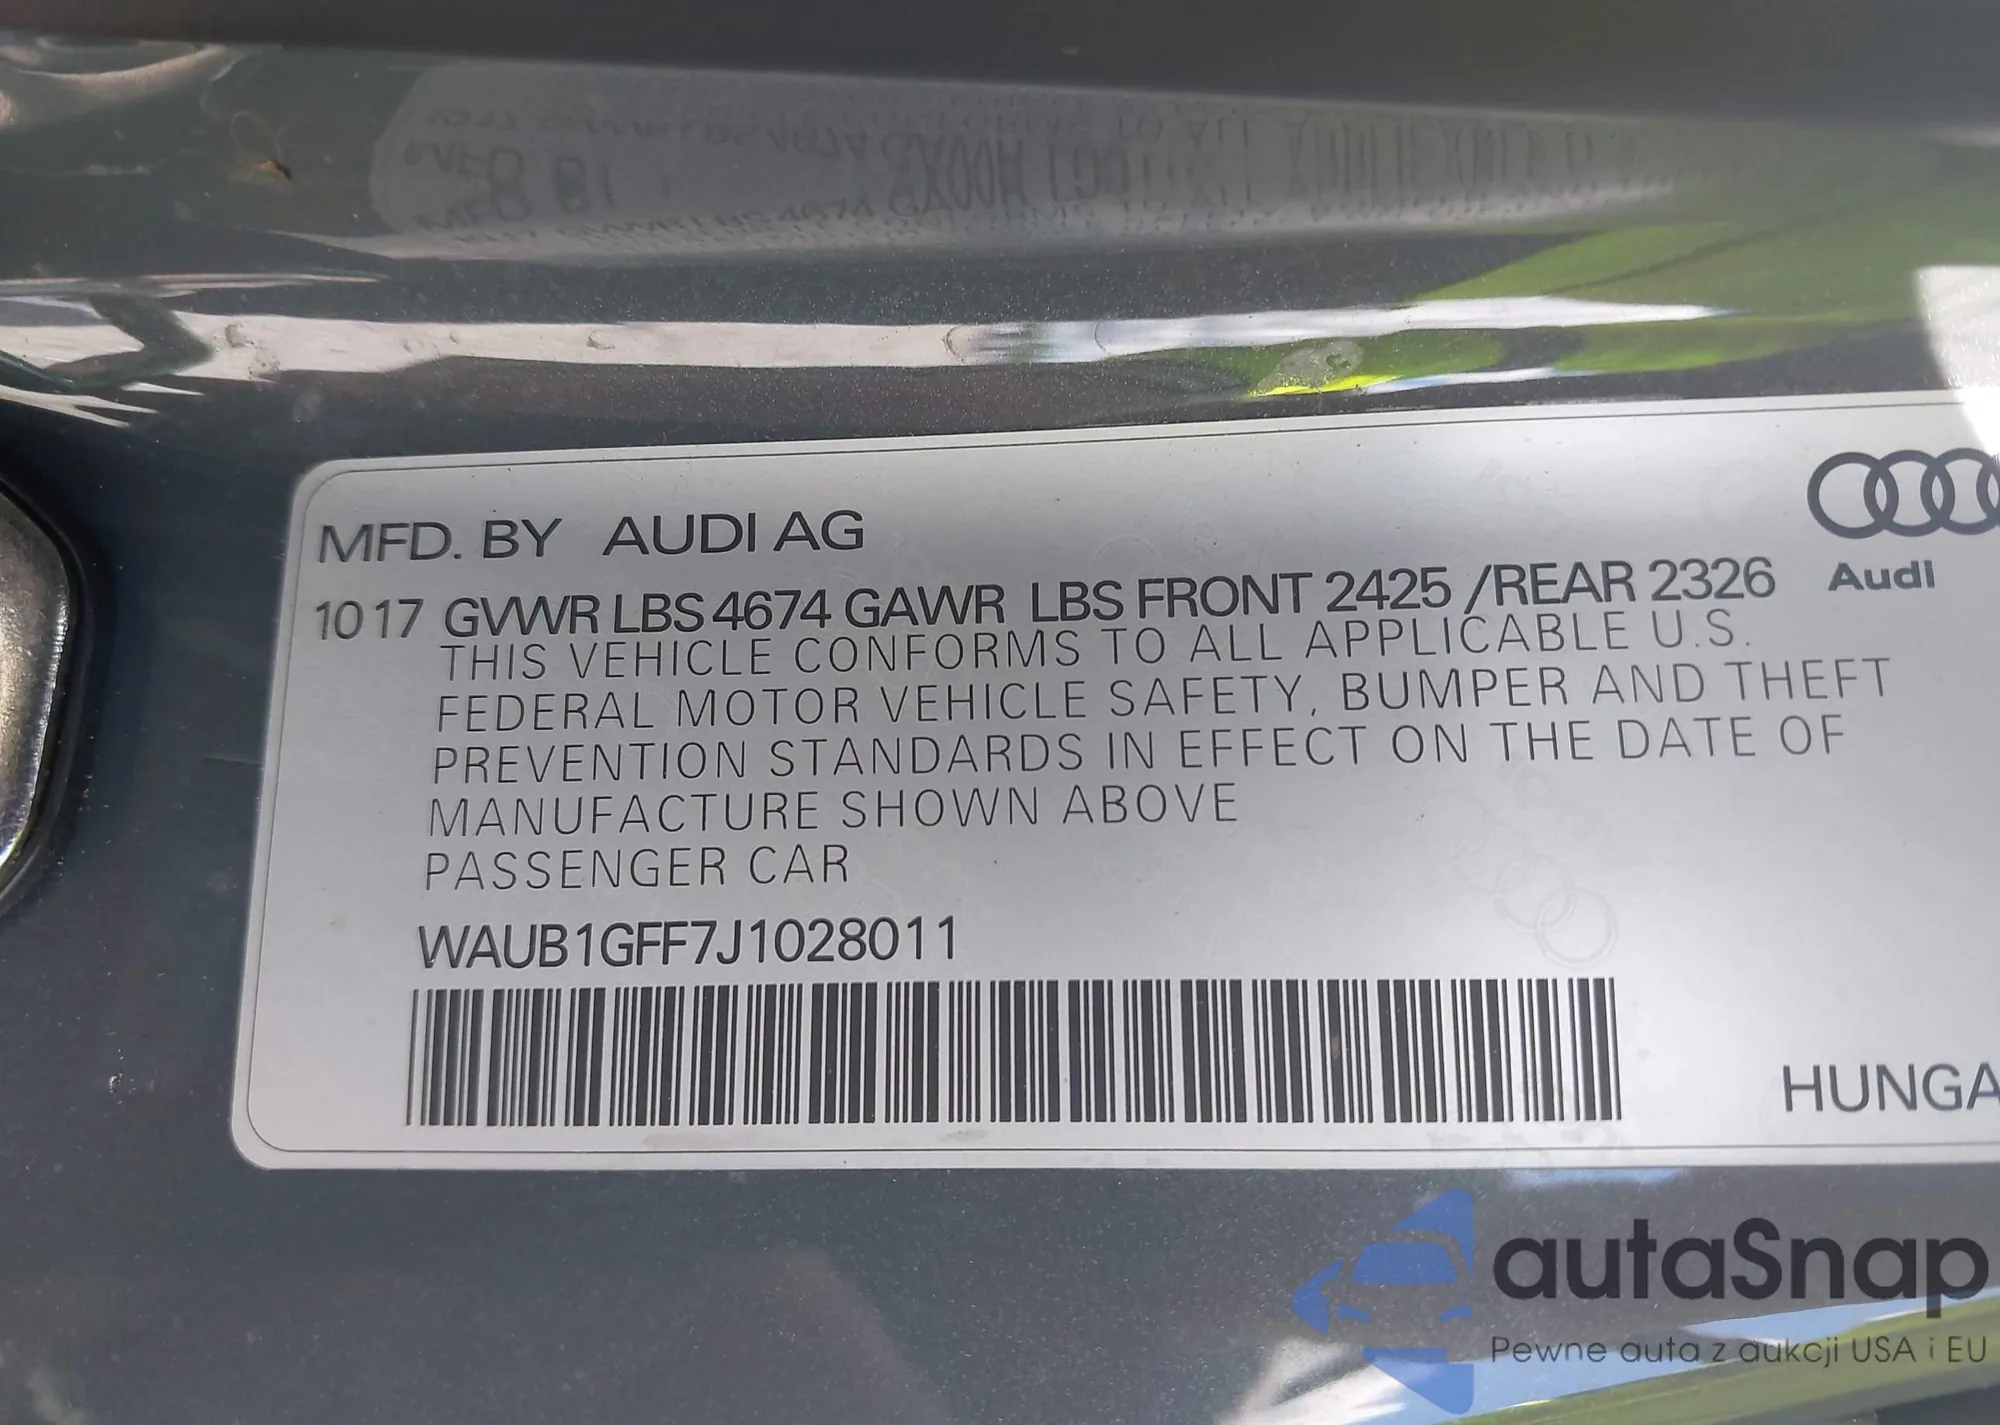 MFD. BY AUDI AG
Audi
1017 GVWR LBS 4674 GAWR LBS FRONT 2425 /REAR 2326
THIS VEHICLE CONFORMS TO ALL APPLICABLE U.S.
FEDERAL MOTOR VEHICLE SAFETY, BUMPER AND THEFT
PREVENTION STANDARDS IN EFFECT ON THE DATE OF
MANUFACTURE SHOWN ABOVE
PASSENGER CAR
WAUB1GFF7J1028011
HUNGA
autaSnap
Pewne auta z aukcji USA i EU